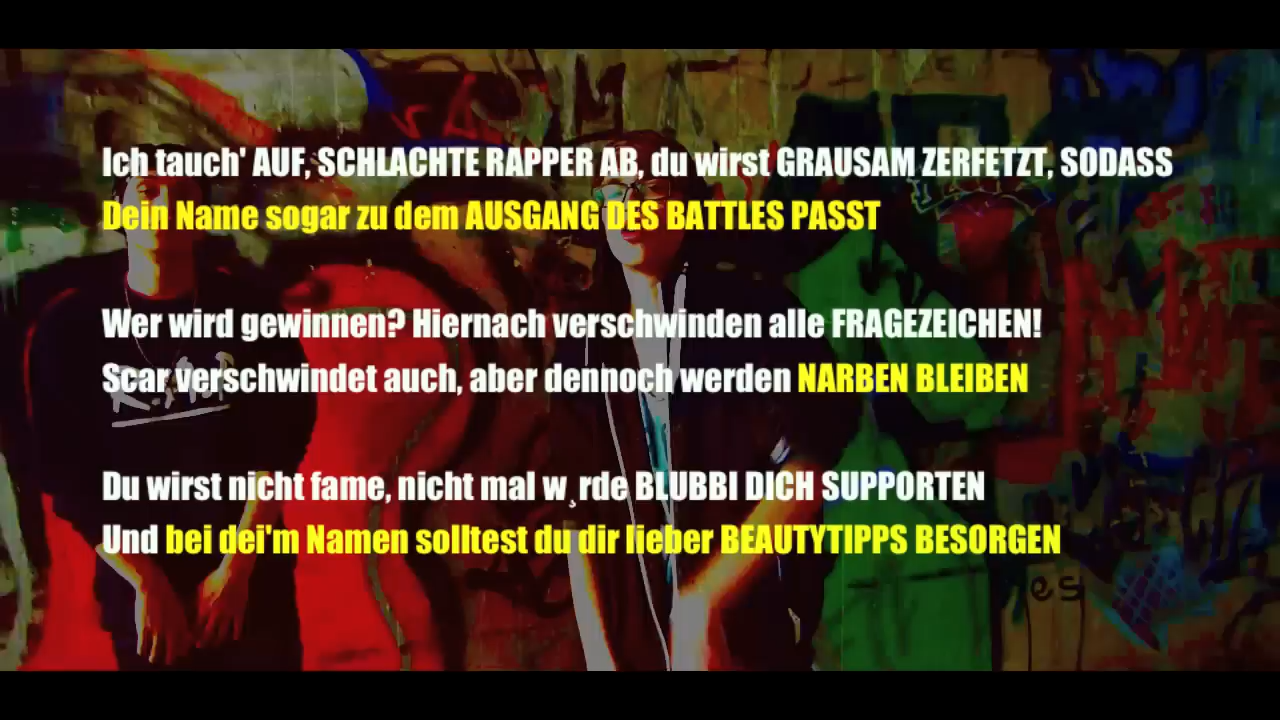 Ich tauch' AUF, SCHLACHTE RAPPER AB, du wirst GRAUSAM ZERFETZT, SODASS
Dein Name sogar zu dem AUSGANG DES BATTLES PASST
Wer wird gewinnen? Hiernach verschwinden alle FRAGEZEICHEN!
Scar verschwindet auch, aber dennoch werden NARBEN BLEIBEN
Du wirst nicht fame, nicht mal w¸rde BLUBBI DICH SUPPORTEN
Und bei dei'm Namen solltest du dir lieber BEAUTYTIPPS BESORGEN
es